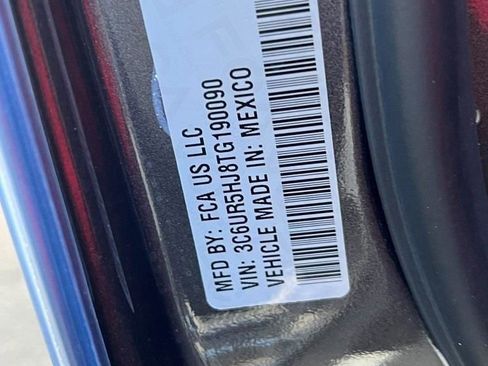 MFD BY: FCA US LLC
VIN: 3C6UR5HJ8TG190090
VEHICLE MADE IN: MEXICO